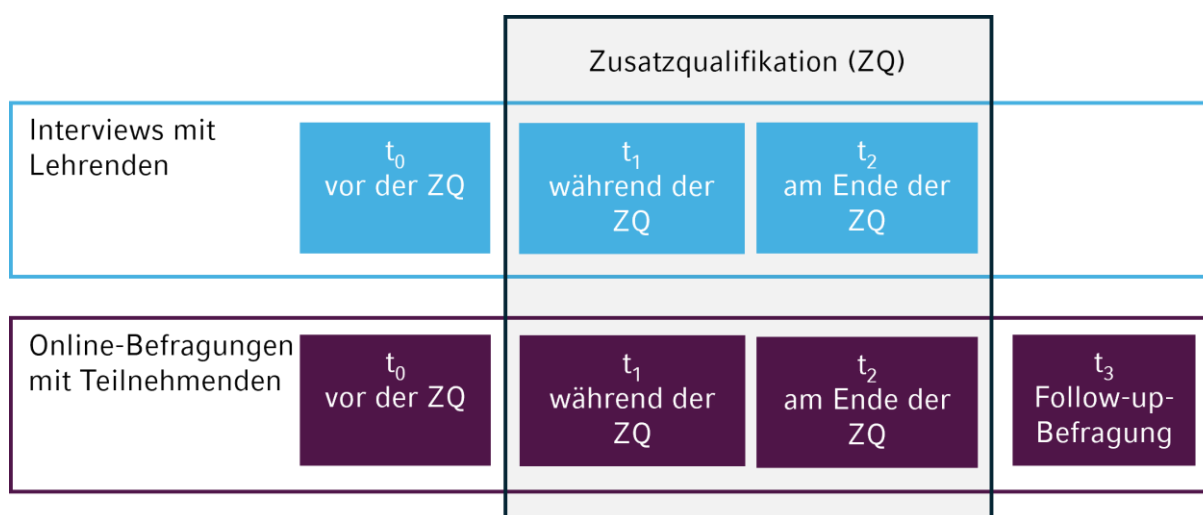 Zusatzqualifikation (ZQ)
Interviews mit
Lehrenden
t₀
vor der ZQ
t₁
während der
ZQ
t₂
am Ende der
ZQ
Online-Befragungen
mit Teilnehmenden
t₀
vor der ZQ
t₁
während der
ZQ
t₂
am Ende der
ZQ
t₃
Follow-up-
Befragung